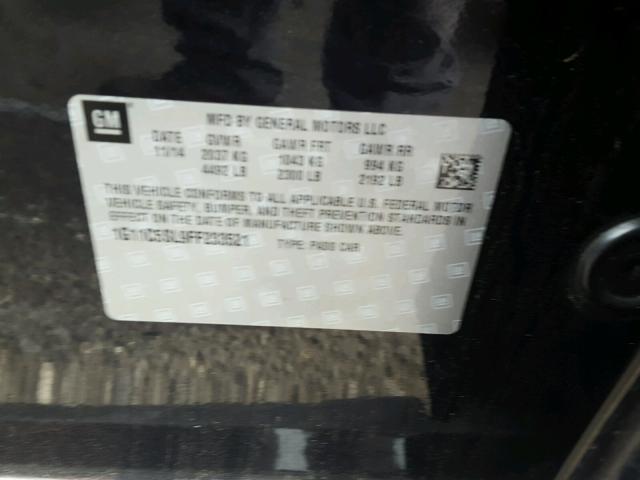 GM
MFD BY GENERAL MOTORS LLC
DATE GVWR GAWR FRT GAWR RR
11/14 2037 KG 1043 KG 994 KG
4492 LB 2300 LB 2192 LB
THIS VEHICLE CONFORMS TO ALL APPLICABLE U.S. FEDERAL MOTOR
VEHICLE SAFETY, BUMPER, AND THEFT PREVENTION STANDARDS IN
EFFECT ON THE DATE OF MANUFACTURE SHOWN ABOVE.
TYPE: PASS CAR